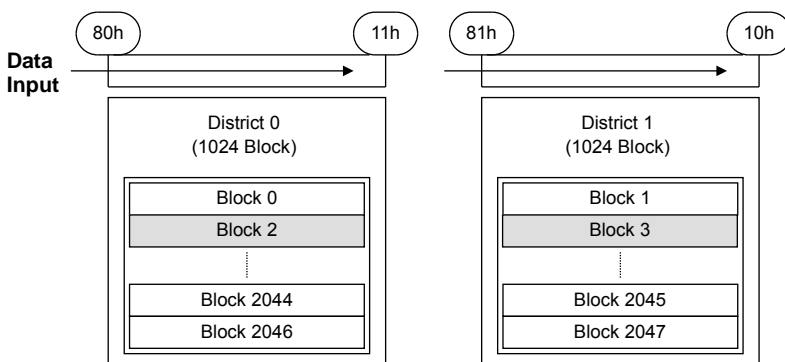 80h
11h
81h
10h
Data
Input
District 0
(1024 Block)
District 1
(1024 Block)
Block 0
Block 2
Block 2044
Block 2046
Block 1
Block 3
Block 2045
Block 2047